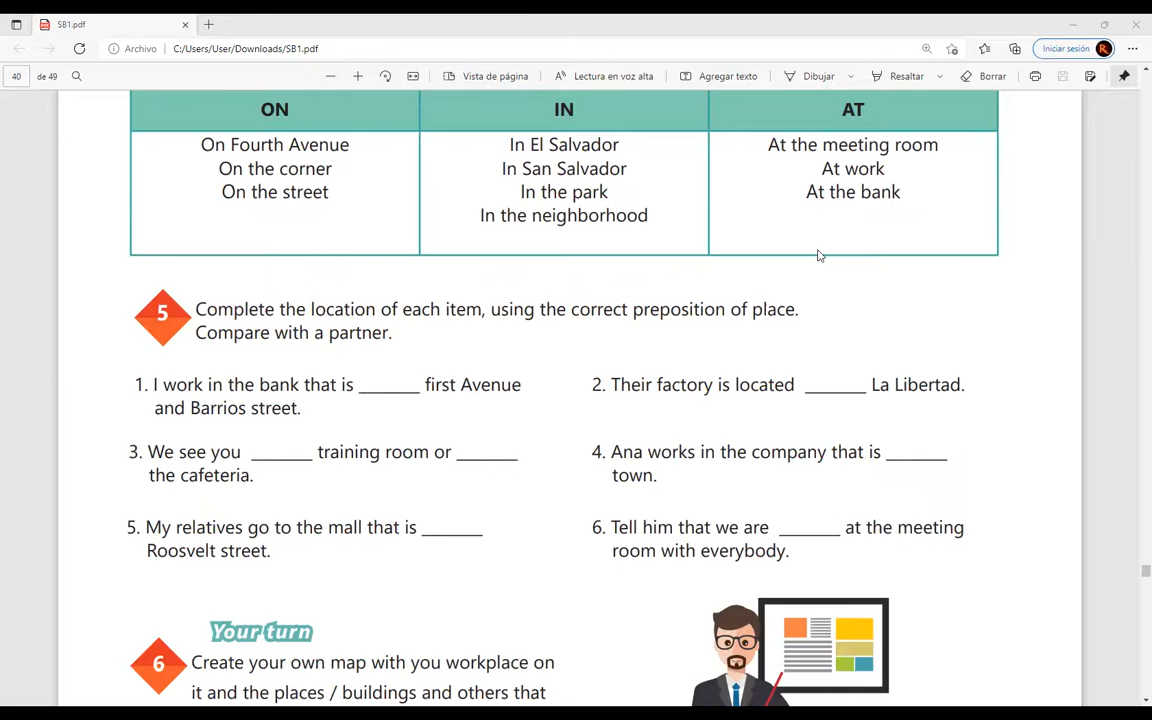 SB1.pdf
Archivo C:/Users/User/Downloads/SB1.pdf Iniciar sesión R
40 de 49 Vista de página Lectura en voz alta Agregar texto Dibujar Resaltar Borrar
ON IN AT
On Fourth Avenue In El Salvador At the meeting room
On the corner In San Salvador At work
On the street In the park At the bank
In the neighborhood
5 Complete the location of each item, using the correct preposition of place.
Compare with a partner.
1. I work in the bank that is _______ first Avenue
and Barrios street.
2. Their factory is located _______ La Libertad.
3. We see you _______ training room or _______
the cafeteria.
4. Ana works in the company that is _______
town.
5. My relatives go to the mall that is _______
Roosvelt street.
6. Tell him that we are _______ at the meeting
room with everybody.
Your turn
6 Create your own map with you workplace on
it and the places / buildings and others that